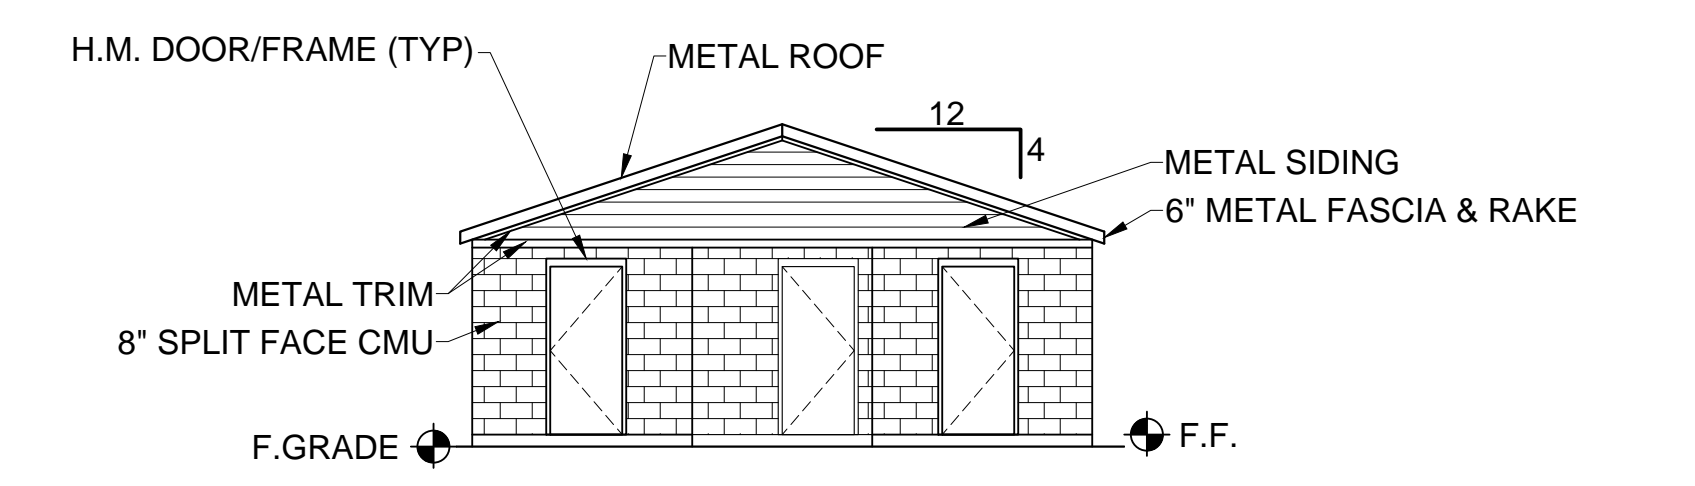 H.M. DOOR/FRAME (TYP)
METAL ROOF
12
4
METAL SIDING
6" METAL FASCIA & RAKE
METAL TRIM
8" SPLIT FACE CMU
F.GRADE
F.F.